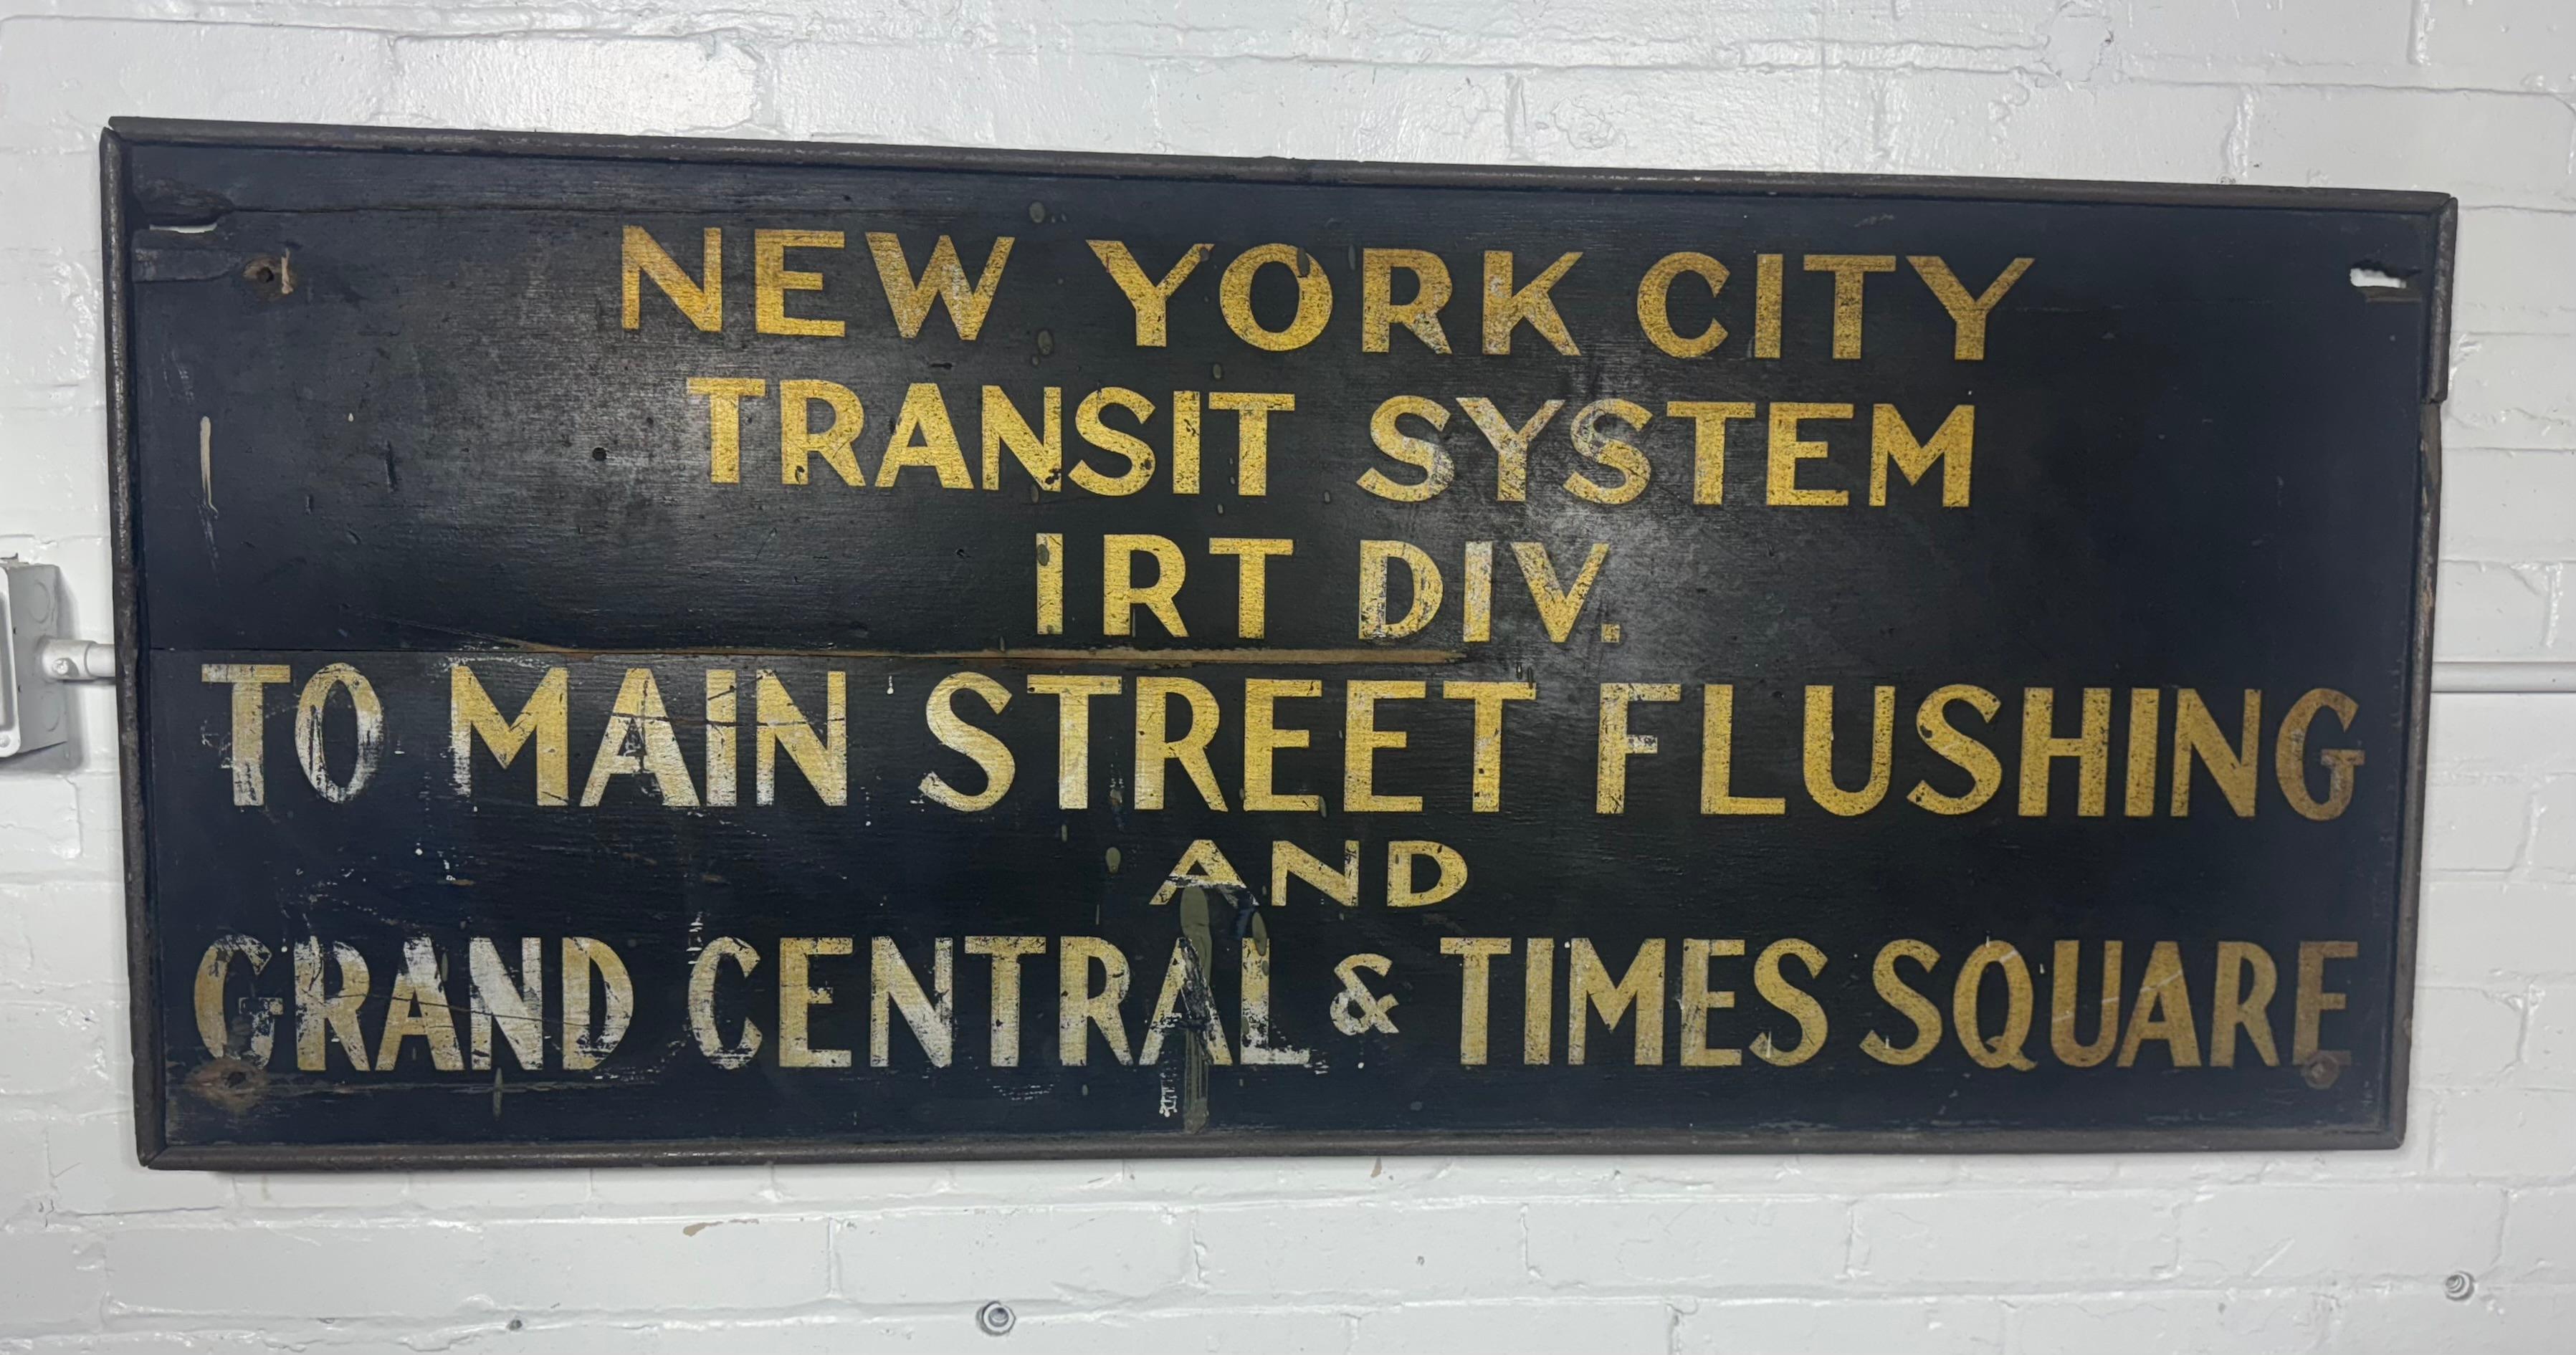 NEW YORK CITY
TRANSIT SYSTEM
IRT DIV.
TO MAIN STREET FLUSHING
AND
GRAND CENTRAL & TIMES SQUARE